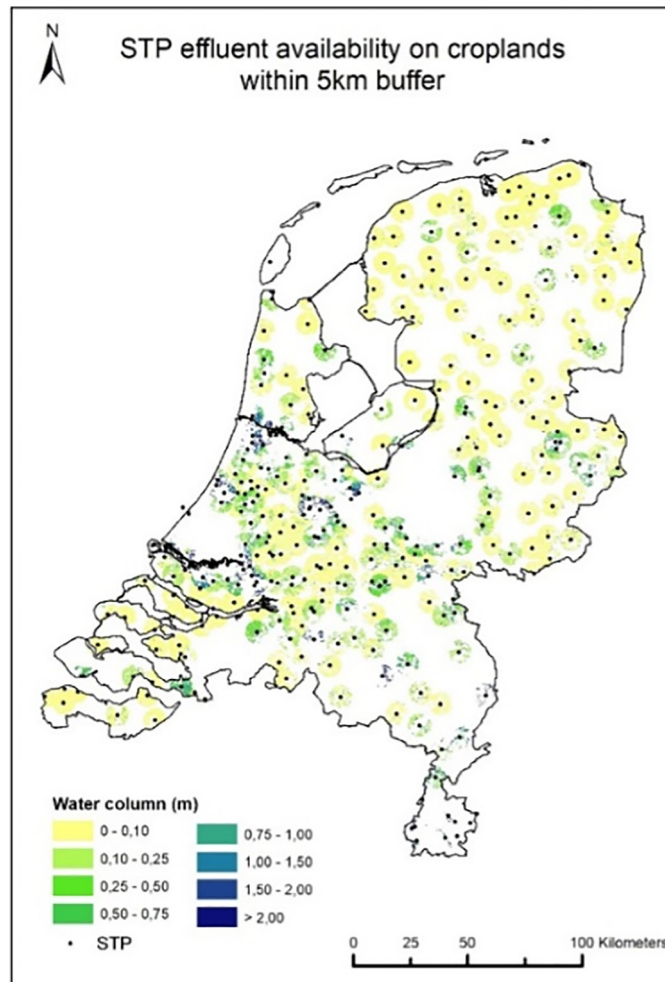 N
STP effluent availability on croplands
within 5km buffer
Water column (m)
0 - 0,10
0,10 - 0,25
0,25 - 0,50
0,50 - 0,75
0,75 - 1,00
1,00 - 1,50
1,50 - 2,00
> 2,00
STP
0 25 50 100 Kilometers